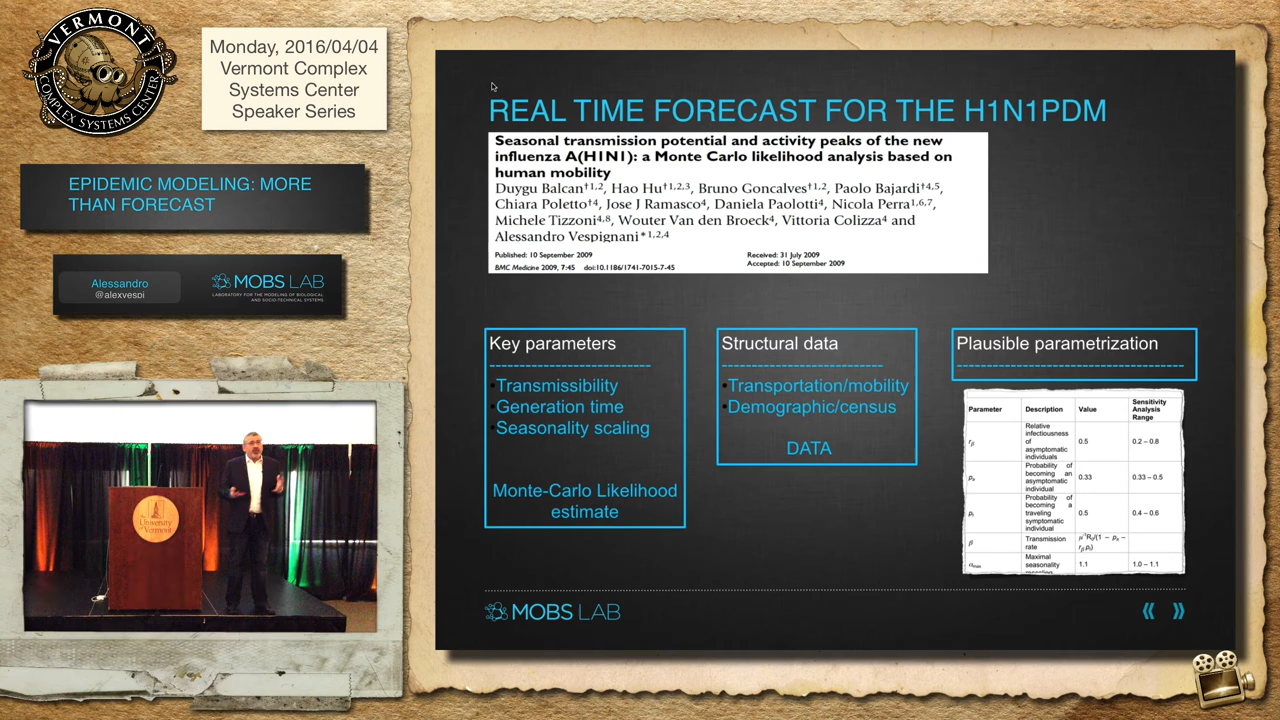 VERMONT
COMPLEX SYSTEMS CENTER
Monday, 2016/04/04
Vermont Complex
Systems Center
Speaker Series
EPIDEMIC MODELING: MORE
THAN FORECAST
Alessandro
@alexvespi
MOBS LAB
LABORATORY FOR THE MODELING OF BIOLOGICAL
AND SOCIO-TECHNICAL SYSTEMS
The
University
of Vermont
REAL TIME FORECAST FOR THE H1N1PDM
Seasonal transmission potential and activity peaks of the new
influenza A(H1N1): a Monte Carlo likelihood analysis based on
human mobility
Duygu Balcan†1,2, Hao Hu†1,2,3, Bruno Goncalves†1,2, Paolo Bajardi†4,5,
Chiara Poletto†4, Jose J Ramasco4, Daniela Paolotti4, Nicola Perra1,6,7,
Michele Tizzoni4,8, Wouter Van den Broeck4, Vittoria Colizza4 and
Alessandro Vespignani*1,2,4
Published: 10 September 2009
Received: 31 July 2009
Accepted: 10 September 2009
BMC Medicine 2009, 7:45 doi:10.1186/1741-7015-7-45
Key parameters
---------------------------
•Transmissibility
•Generation time
•Seasonality scaling
Monte-Carlo Likelihood
estimate
Structural data
---------------------------
•Transportation/mobility
•Demographic/census
DATA
Plausible parametrization
--------------------------------------
Parameter Description Value Sensitivity Analysis Range
rβ Relative infectiousness of asymptomatic individuals 0.5 0.2 – 0.8
pa Probability of becoming an asymptomatic individual 0.33 0.33 – 0.5
pt Probability of becoming a traveling symptomatic individual 0.5 0.4 – 0.6
β Transmission rate μ⁻¹R₀/(1 − pa − rβ pt)
αmax Maximal seasonality rescaling 1.1 1.0 – 1.1
MOBS LAB